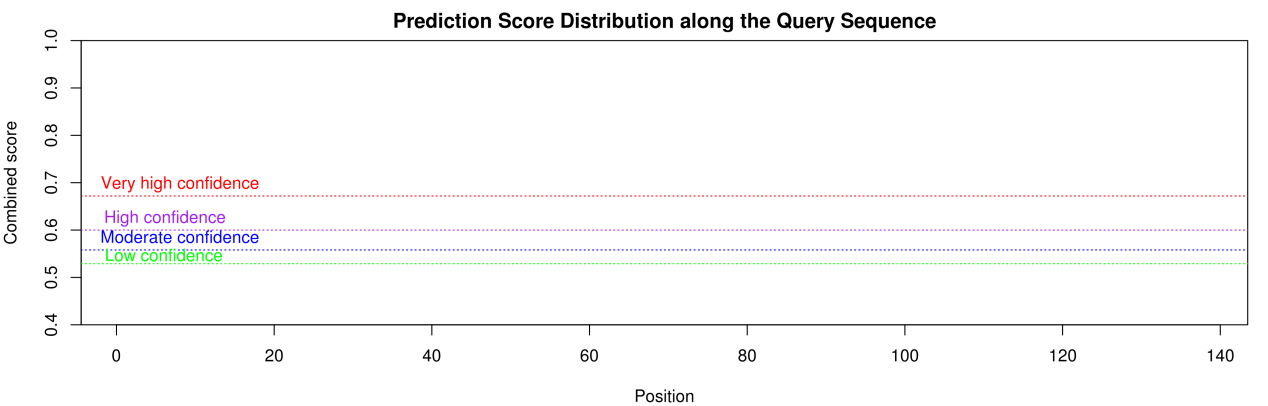 Prediction Score Distribution along the Query Sequence
Combined score
1.0
0.9
0.8
0.7
0.6
0.5
0.4
Very high confidence
High confidence
Moderate confidence
Low confidence
0 20 40 60 80 100 120 140
Position